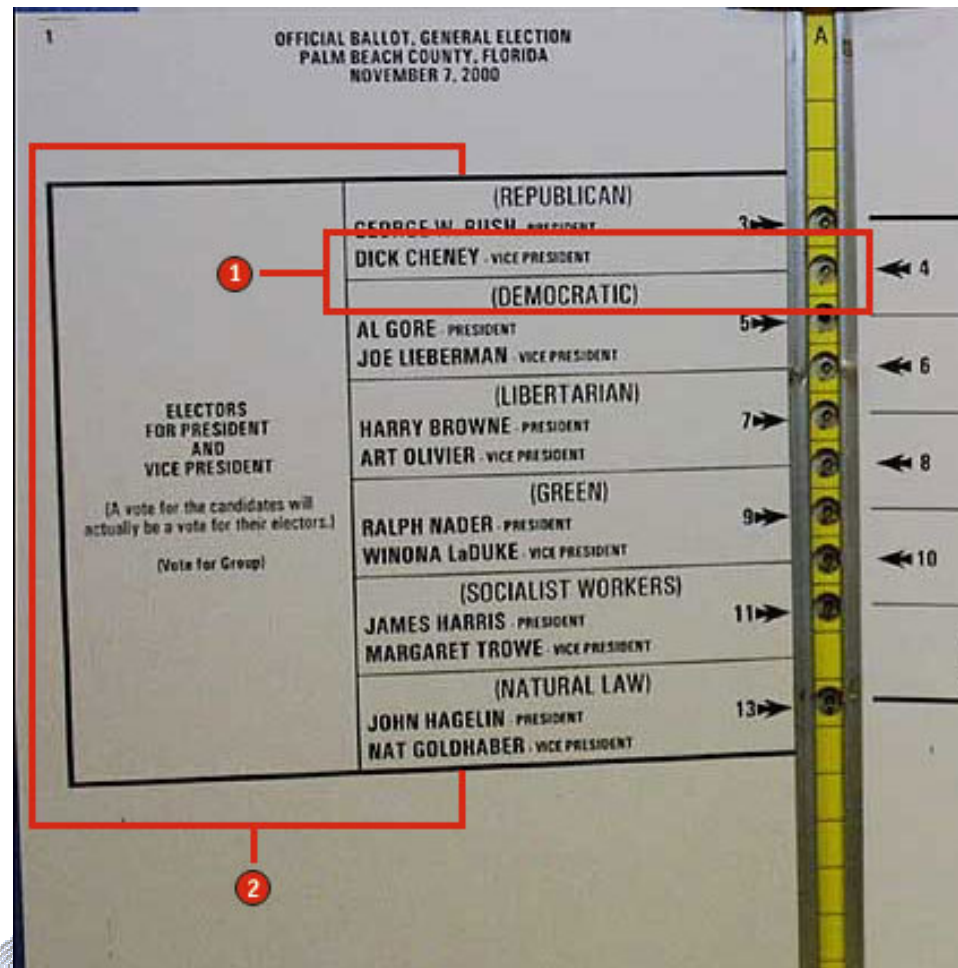 1
OFFICIAL BALLOT, GENERAL ELECTION
PALM BEACH COUNTY, FLORIDA
NOVEMBER 7, 2000
A
(REPUBLICAN)
GEORGE W. BUSH - PRESIDENT 3
DICK CHENEY - VICE PRESIDENT
4
1
(DEMOCRATIC)
AL GORE - PRESIDENT 5
JOE LIEBERMAN - VICE PRESIDENT
6
(LIBERTARIAN)
HARRY BROWNE - PRESIDENT 7
ART OLIVIER - VICE PRESIDENT
8
ELECTORS
FOR PRESIDENT
AND
VICE PRESIDENT
(A vote for the candidates will
actually be a vote for their electors.)
(Vote for Group)
(GREEN)
RALPH NADER - PRESIDENT 9
WINONA LaDUKE - VICE PRESIDENT
10
(SOCIALIST WORKERS)
JAMES HARRIS - PRESIDENT 11
MARGARET TROWE - VICE PRESIDENT
(NATURAL LAW)
JOHN HAGELIN - PRESIDENT 13
NAT GOLDHABER - VICE PRESIDENT
2